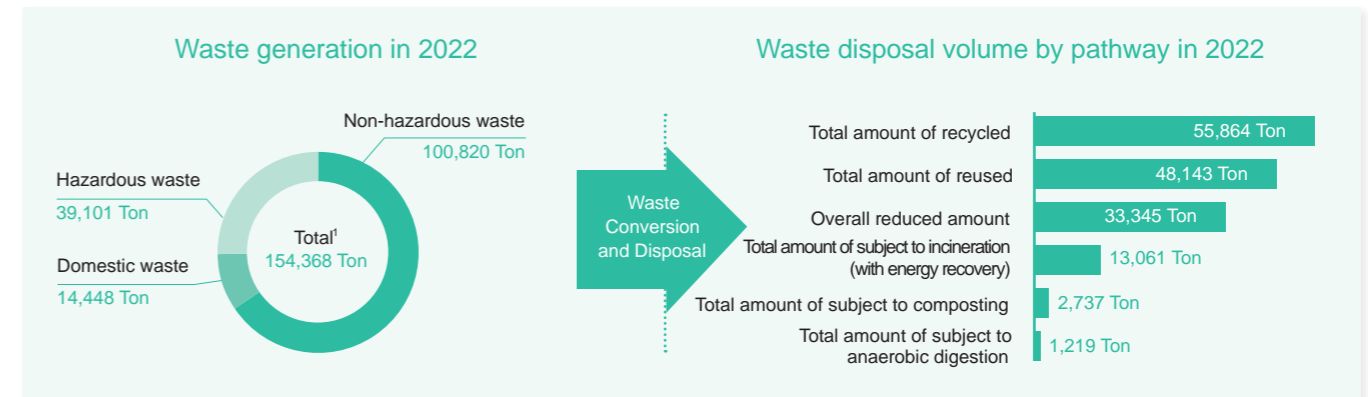 Waste generation in 2022
Non-hazardous waste
100,820 Ton
Hazardous waste
39,101 Ton
Total¹
154,368 Ton
Domestic waste
14,448 Ton
Waste
Conversion
and Disposal
Waste disposal volume by pathway in 2022
Total amount of recycled
55,864 Ton
Total amount of reused
48,143 Ton
Overall reduced amount
33,345 Ton
Total amount of subject to incineration
(with energy recovery)
13,061 Ton
Total amount of subject to composting
2,737 Ton
Total amount of subject to
anaerobic digestion
1,219 Ton